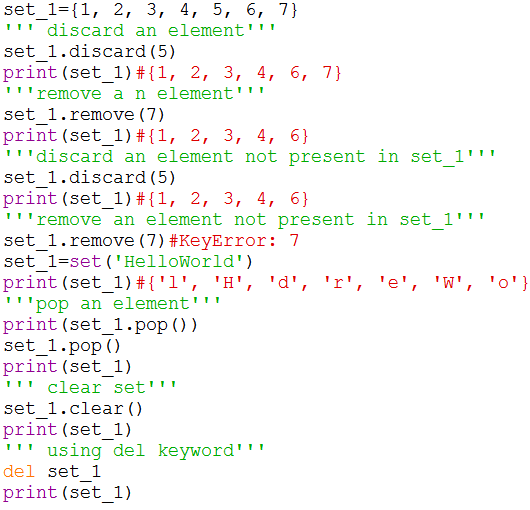 set_1={1, 2, 3, 4, 5, 6, 7}
''' discard an element'''
set_1.discard(5)
print(set_1)#{1, 2, 3, 4, 6, 7}
'''remove a n element'''
set_1.remove(7)
print(set_1)#{1, 2, 3, 4, 6}
'''discard an element not present in set_1'''
set_1.discard(5)
print(set_1)#{1, 2, 3, 4, 6}
'''remove an element not present in set_1'''
set_1.remove(7)#KeyError: 7
set_1=set('HelloWorld')
print(set_1)#{'l', 'H', 'd', 'r', 'e', 'W', 'o'}
'''pop an element'''
print(set_1.pop())
set_1.pop()
print(set_1)
''' clear set'''
set_1.clear()
print(set_1)
''' using del keyword'''
del set_1
print(set_1)